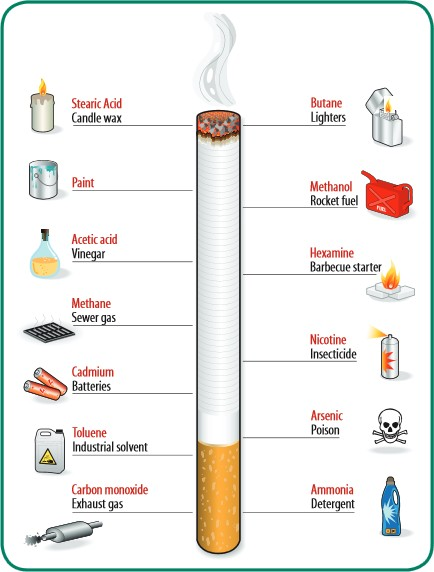 Stearic Acid
Candle wax
Paint
Acetic acid
Vinegar
Methane
Sewer gas
Cadmium
Batteries
Toluene
Industrial solvent
Carbon monoxide
Exhaust gas
Butane
Lighters
Methanol
Rocket fuel
FUEL
Hexamine
Barbecue starter
Nicotine
Insecticide
Arsenic
Poison
Ammonia
Detergent